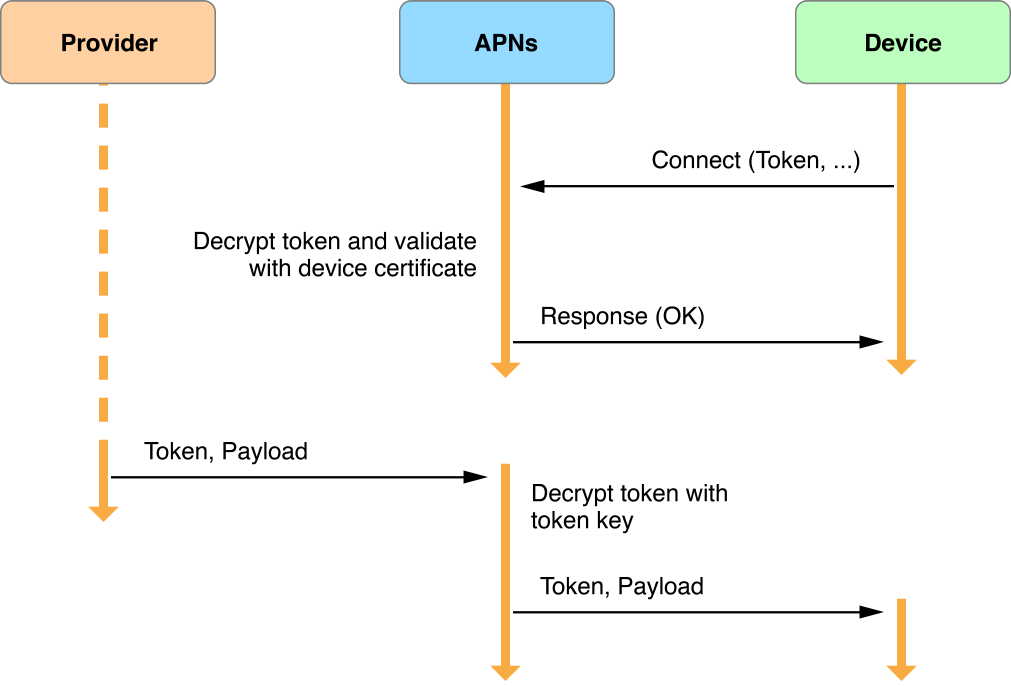 Provider
APNs
Device
Connect (Token, ...)
Decrypt token and validate
with device certificate
Response (OK)
Token, Payload
Decrypt token with
token key
Token, Payload